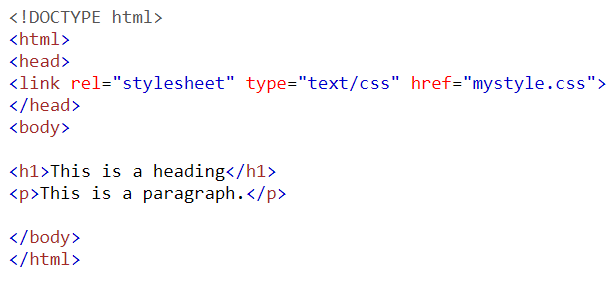 <!DOCTYPE html>
<html>
<head>
<link rel="stylesheet" type="text/css" href="mystyle.css">
</head>
<body>
<h1>This is a heading</h1>
<p>This is a paragraph.</p>
</body>
</html>